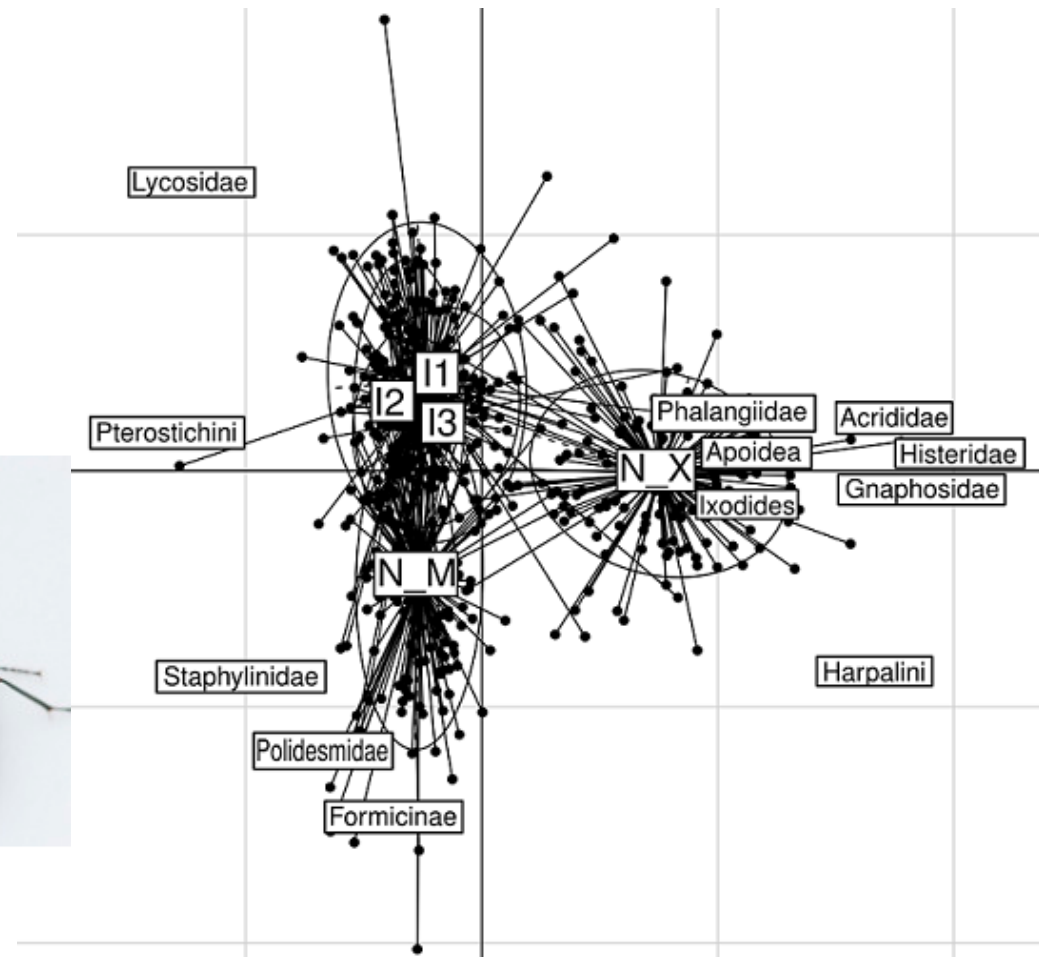 Lycosidae
I1
I2
I3
Phalangiidae
Acrididae
Pterostichini
Apoidea
Histeridae
N_X
Gnaphosidae
Ixodides
N_M
Staphylinidae
Harpalini
Polidesmidae
Formicinae